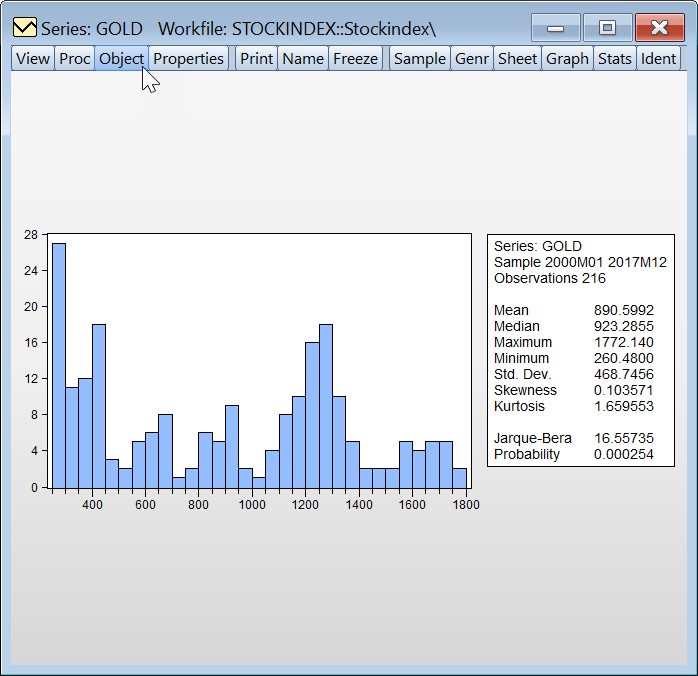 Series: GOLD   Workfile: STOCKINDEX::Stockindex\
View Proc Object Properties Print Name Freeze Sample Genr Sheet Graph Stats Ident
28
24
20
16
12
8
4
0
400 600 800 1000 1200 1400 1600 1800
Series: GOLD
Sample 2000M01 2017M12
Observations 216
Mean 890.5992
Median 923.2855
Maximum 1772.140
Minimum 260.4800
Std. Dev. 468.7456
Skewness 0.103571
Kurtosis 1.659553
Jarque-Bera 16.55735
Probability 0.000254